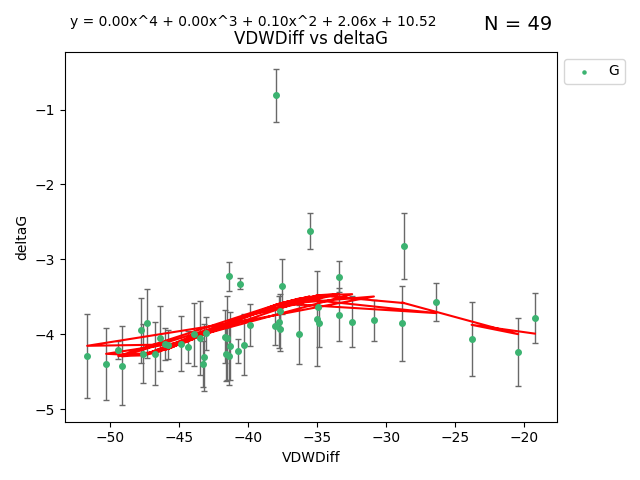 y = 0.00x^4 + 0.00x^3 + 0.10x^2 + 2.06x + 10.52
N = 49
VDWDiff vs deltaG
G
deltaG
−1
−2
−3
−4
−5
−50 −45 −40 −35 −30 −25 −20
VDWDiff